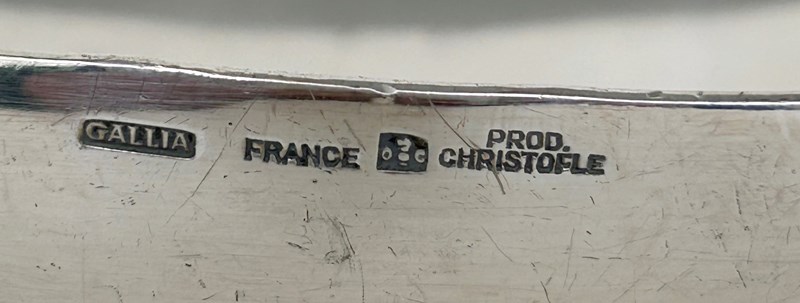 GALLIA
FRANCE
PROD.
CHRISTOFLE